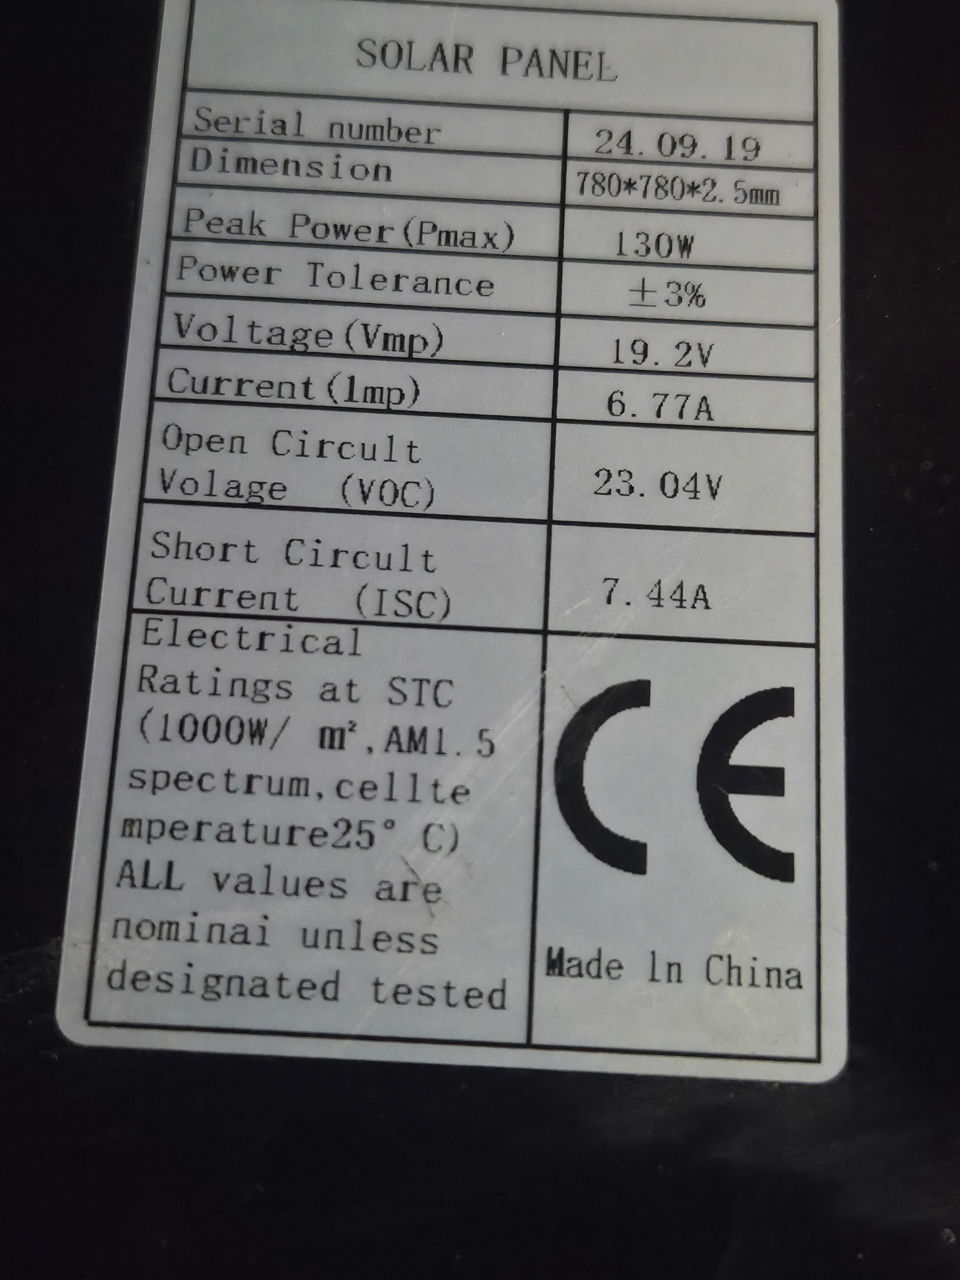 SOLAR PANEL
Serial number 24.09.19
Dimension 780*780*2.5mm
Peak Power(Pmax) 130W
Power Tolerance ±3%
Voltage(Vmp) 19.2V
Current(lmp) 6.77A
Open Circult
Volage (VOC) 23.04V
Short Circult
Current (ISC) 7.44A
Electrical
Ratings at STC
(1000W/ m²,AM1.5
spectrum,celltе
mperature25° C)
ALL values are
nominai unless
designated tested
CE
Made ln China